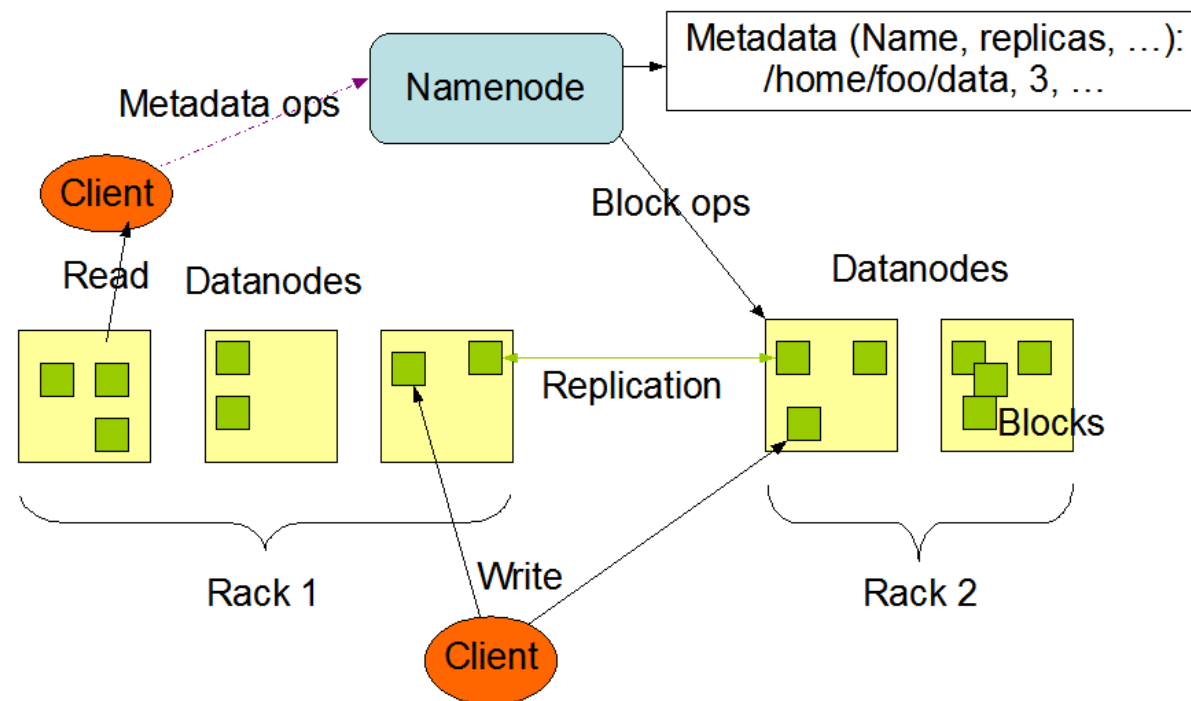 Metadata (Name, replicas, …):
/home/foo/data, 3, …
Namenode
Metadata ops
Client
Block ops
Read
Datanodes
Datanodes
Replication
Blocks
Rack 1
Write
Rack 2
Client